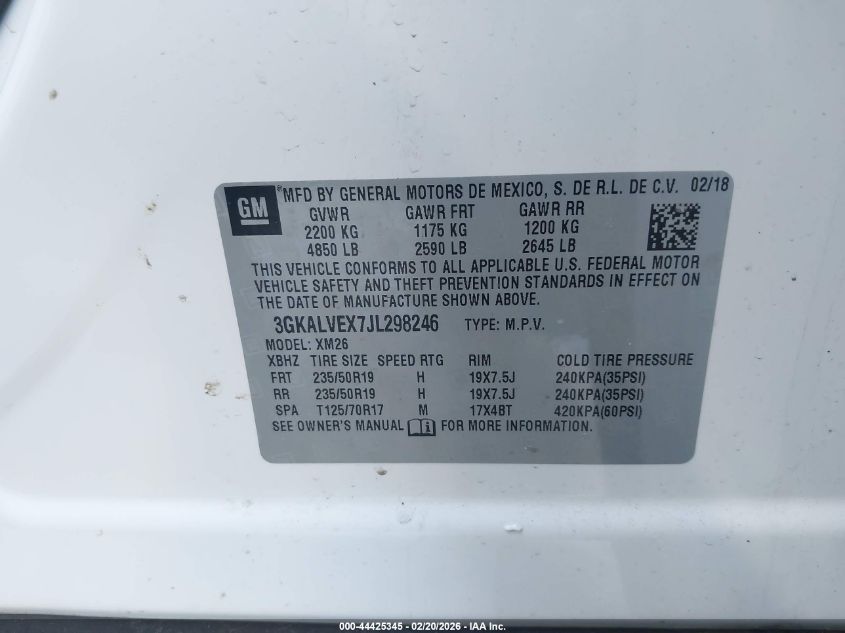 GM ® MFD BY GENERAL MOTORS DE MEXICO, S. DE R.L. DE C.V. 02/18
GVWR GAWR FRT GAWR RR
2200 KG 1175 KG 1200 KG
4850 LB 2590 LB 2645 LB
THIS VEHICLE CONFORMS TO ALL APPLICABLE U.S. FEDERAL MOTOR
VEHICLE SAFETY AND THEFT PREVENTION STANDARDS IN EFFECT ON
THE DATE OF MANUFACTURE SHOWN ABOVE.
3GKALVEX7JL298246 TYPE: M.P.V.
MODEL: XM26
XBHZ TIRE SIZE SPEED RTG RIM COLD TIRE PRESSURE
FRT 235/50R19 H 19X7.5J 240KPA(35PSI)
RR 235/50R19 H 19X7.5J 240KPA(35PSI)
SPA T125/70R17 M 17X4BT 420KPA(60PSI)
SEE OWNER'S MANUAL FOR MORE INFORMATION.
000-44425345 - 02/20/2026 - IAA Inc.